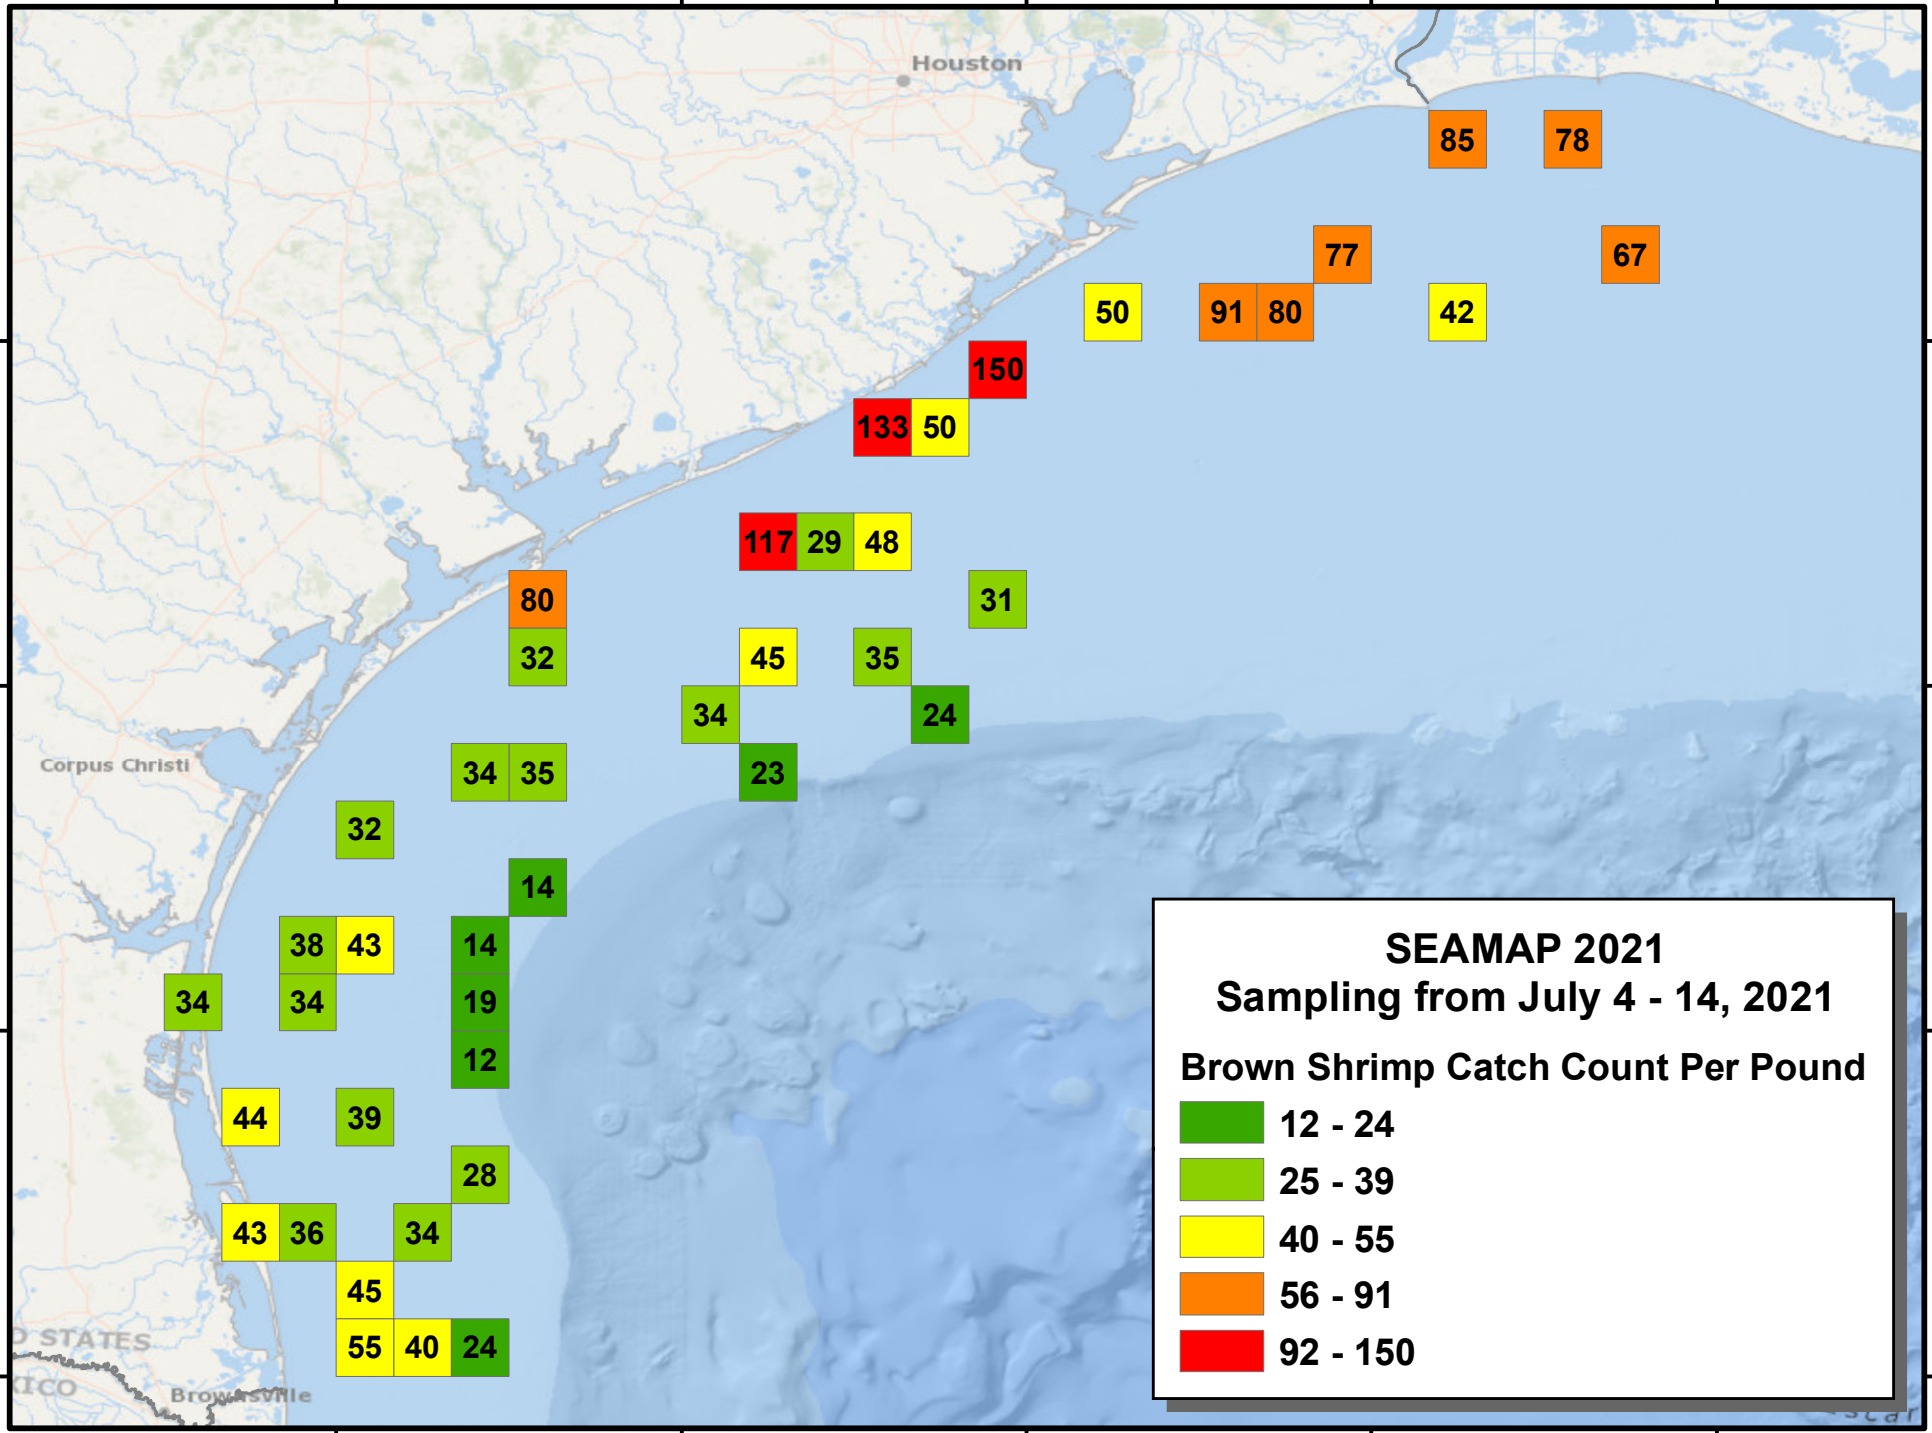 Houston
85 78
77 67
50 91 80 42
150
133 50
117 29 48
80 31
32 45 35
34 24
Corpus Christi
34 35 23
32
14
38 43 14
34 34 19
12
44 39
28
43 36 34
45
D STATES
55 40 24
XICO
Brownsville
SEAMAP 2021
Sampling from July 4 - 14, 2021
Brown Shrimp Catch Count Per Pound
12 - 24
25 - 39
40 - 55
56 - 91
92 - 150